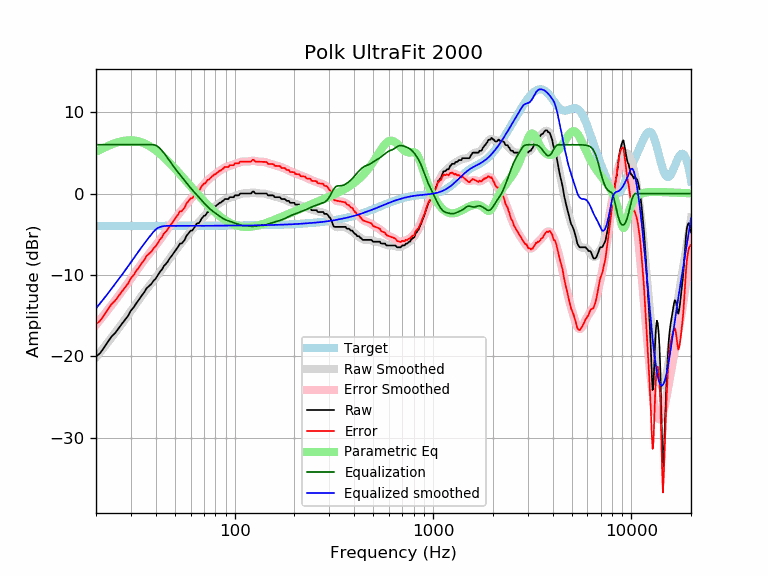 Polk UltraFit 2000
Amplitude (dBr)
10
0
−10
−20
−30
Target
Raw Smoothed
Error Smoothed
Raw
Error
Parametric Eq
Equalization
Equalized smoothed
100 1000 10000
Frequency (Hz)